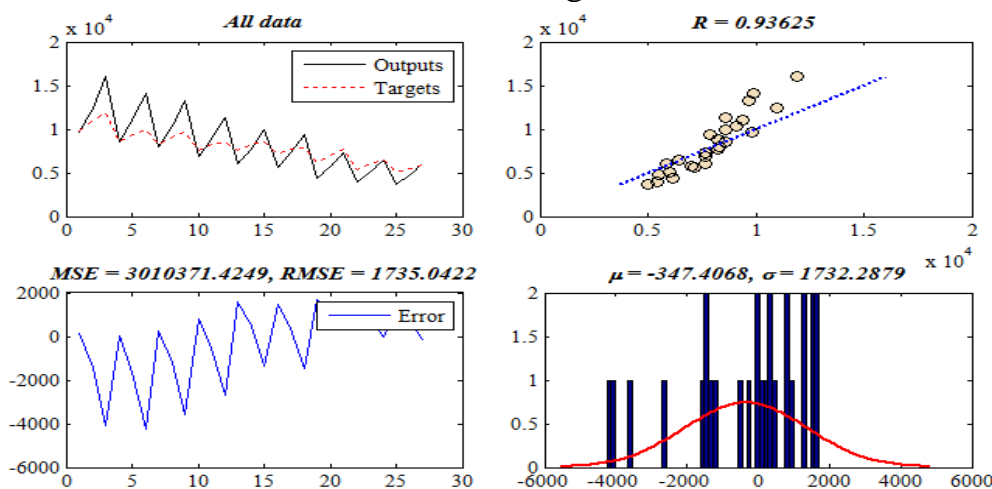 x 10^4
All data
2
1.5
1
0.5
0
Outputs
Targets
0 5 10 15 20 25 30
x 10^4
R = 0.93625
2
1.5
1
0.5
0
0 0.5 1 1.5 2
x 10^4
MSE = 3010371.4249, RMSE = 1735.0422
2000
0
-2000
-4000
-6000
Error
0 5 10 15 20 25 30
μ = -347.4068, σ = 1732.2879
2
1.5
1
0.5
0
-6000 -4000 -2000 0 2000 4000 6000